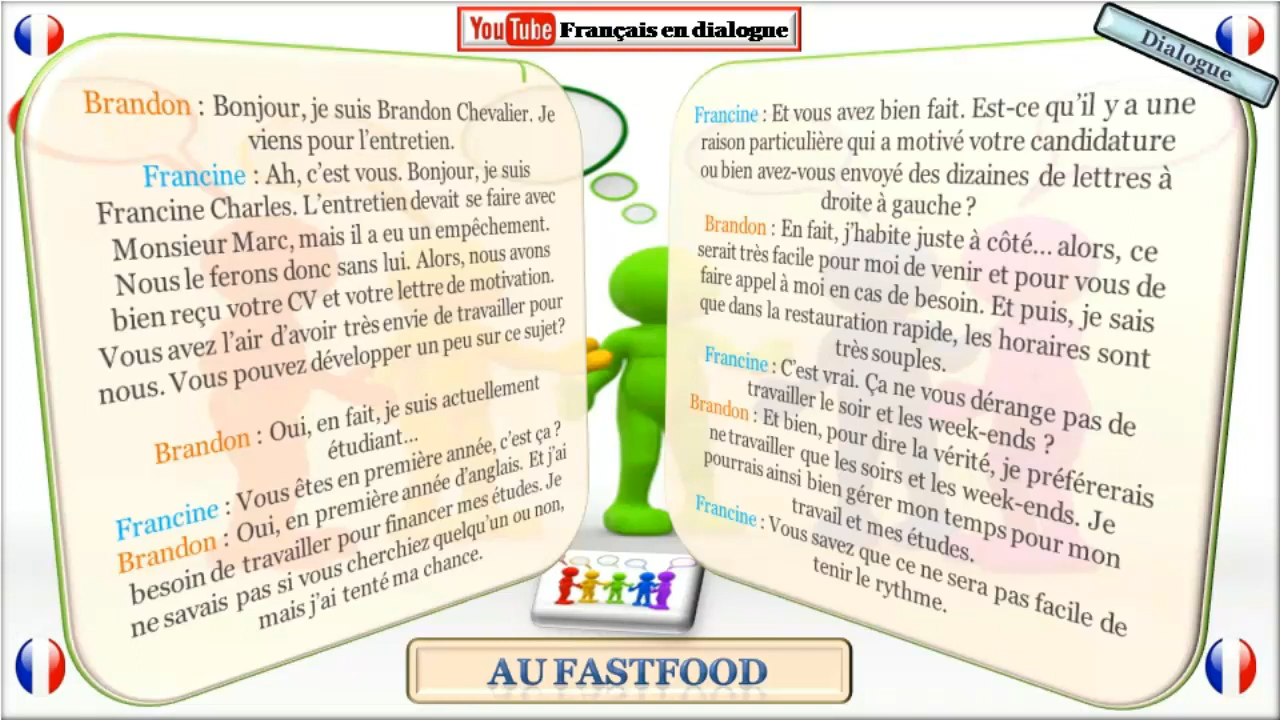 YouTube Français en dialogue
Dialogue
Brandon : Bonjour, je suis Brandon Chevalier. Je
viens pour l'entretien.
Francine : Ah, c'est vous. Bonjour, je suis
Francine Charles. L'entretien devait se faire avec
Monsieur Marc, mais il a eu un empêchement.
Nous le ferons donc sans lui. Alors, nous avons
bien reçu votre CV et votre lettre de motivation.
Vous avez l'air d'avoir très envie de travailler pour
nous. Vous pouvez développer un peu sur ce sujet?
Brandon : Oui, en fait, je suis actuellement
étudiant...
Francine : Vous êtes en première année, c'est ça ?
Brandon : Oui, en première année d'anglais. Et j'ai
besoin de travailler pour financer mes études. Je
ne savais pas si vous cherchiez quelqu'un ou non,
mais j'ai tenté ma chance.
Francine : Et vous avez bien fait. Est-ce qu'il y a une
raison particulière qui a motivé votre candidature
ou bien avez-vous envoyé des dizaines de lettres à
droite à gauche ?
Brandon : En fait, j'habite juste à côté... alors, ce
serait très facile pour moi de venir et pour vous de
faire appel à moi en cas de besoin. Et puis, je sais
que dans la restauration rapide, les horaires sont
très souples.
Francine : C'est vrai. Ça ne vous dérange pas de
travailler le soir et les week-ends ?
Brandon : Et bien, pour dire la vérité, je préférerais
ne travailler que les soirs et les week-ends. Je
pourrais ainsi bien gérer mon temps pour mon
travail et mes études.
Francine : Vous savez que ce ne sera pas facile de
tenir le rythme.
AU FASTFOOD